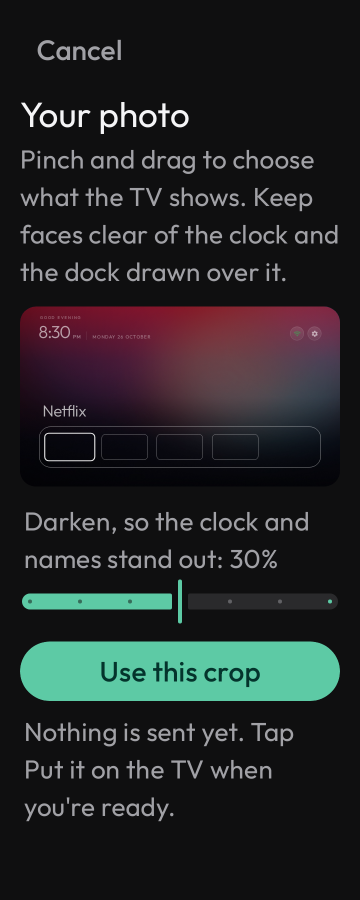 Cancel
Your photo
Pinch and drag to choose
what the TV shows. Keep
faces clear of the clock and
the dock drawn over it.
GOOD EVENING
8:30 PM | MONDAY 26 OCTOBER
Netflix
Darken, so the clock and
names stand out: 30%
Use this crop
Nothing is sent yet. Tap
Put it on the TV when
you're ready.